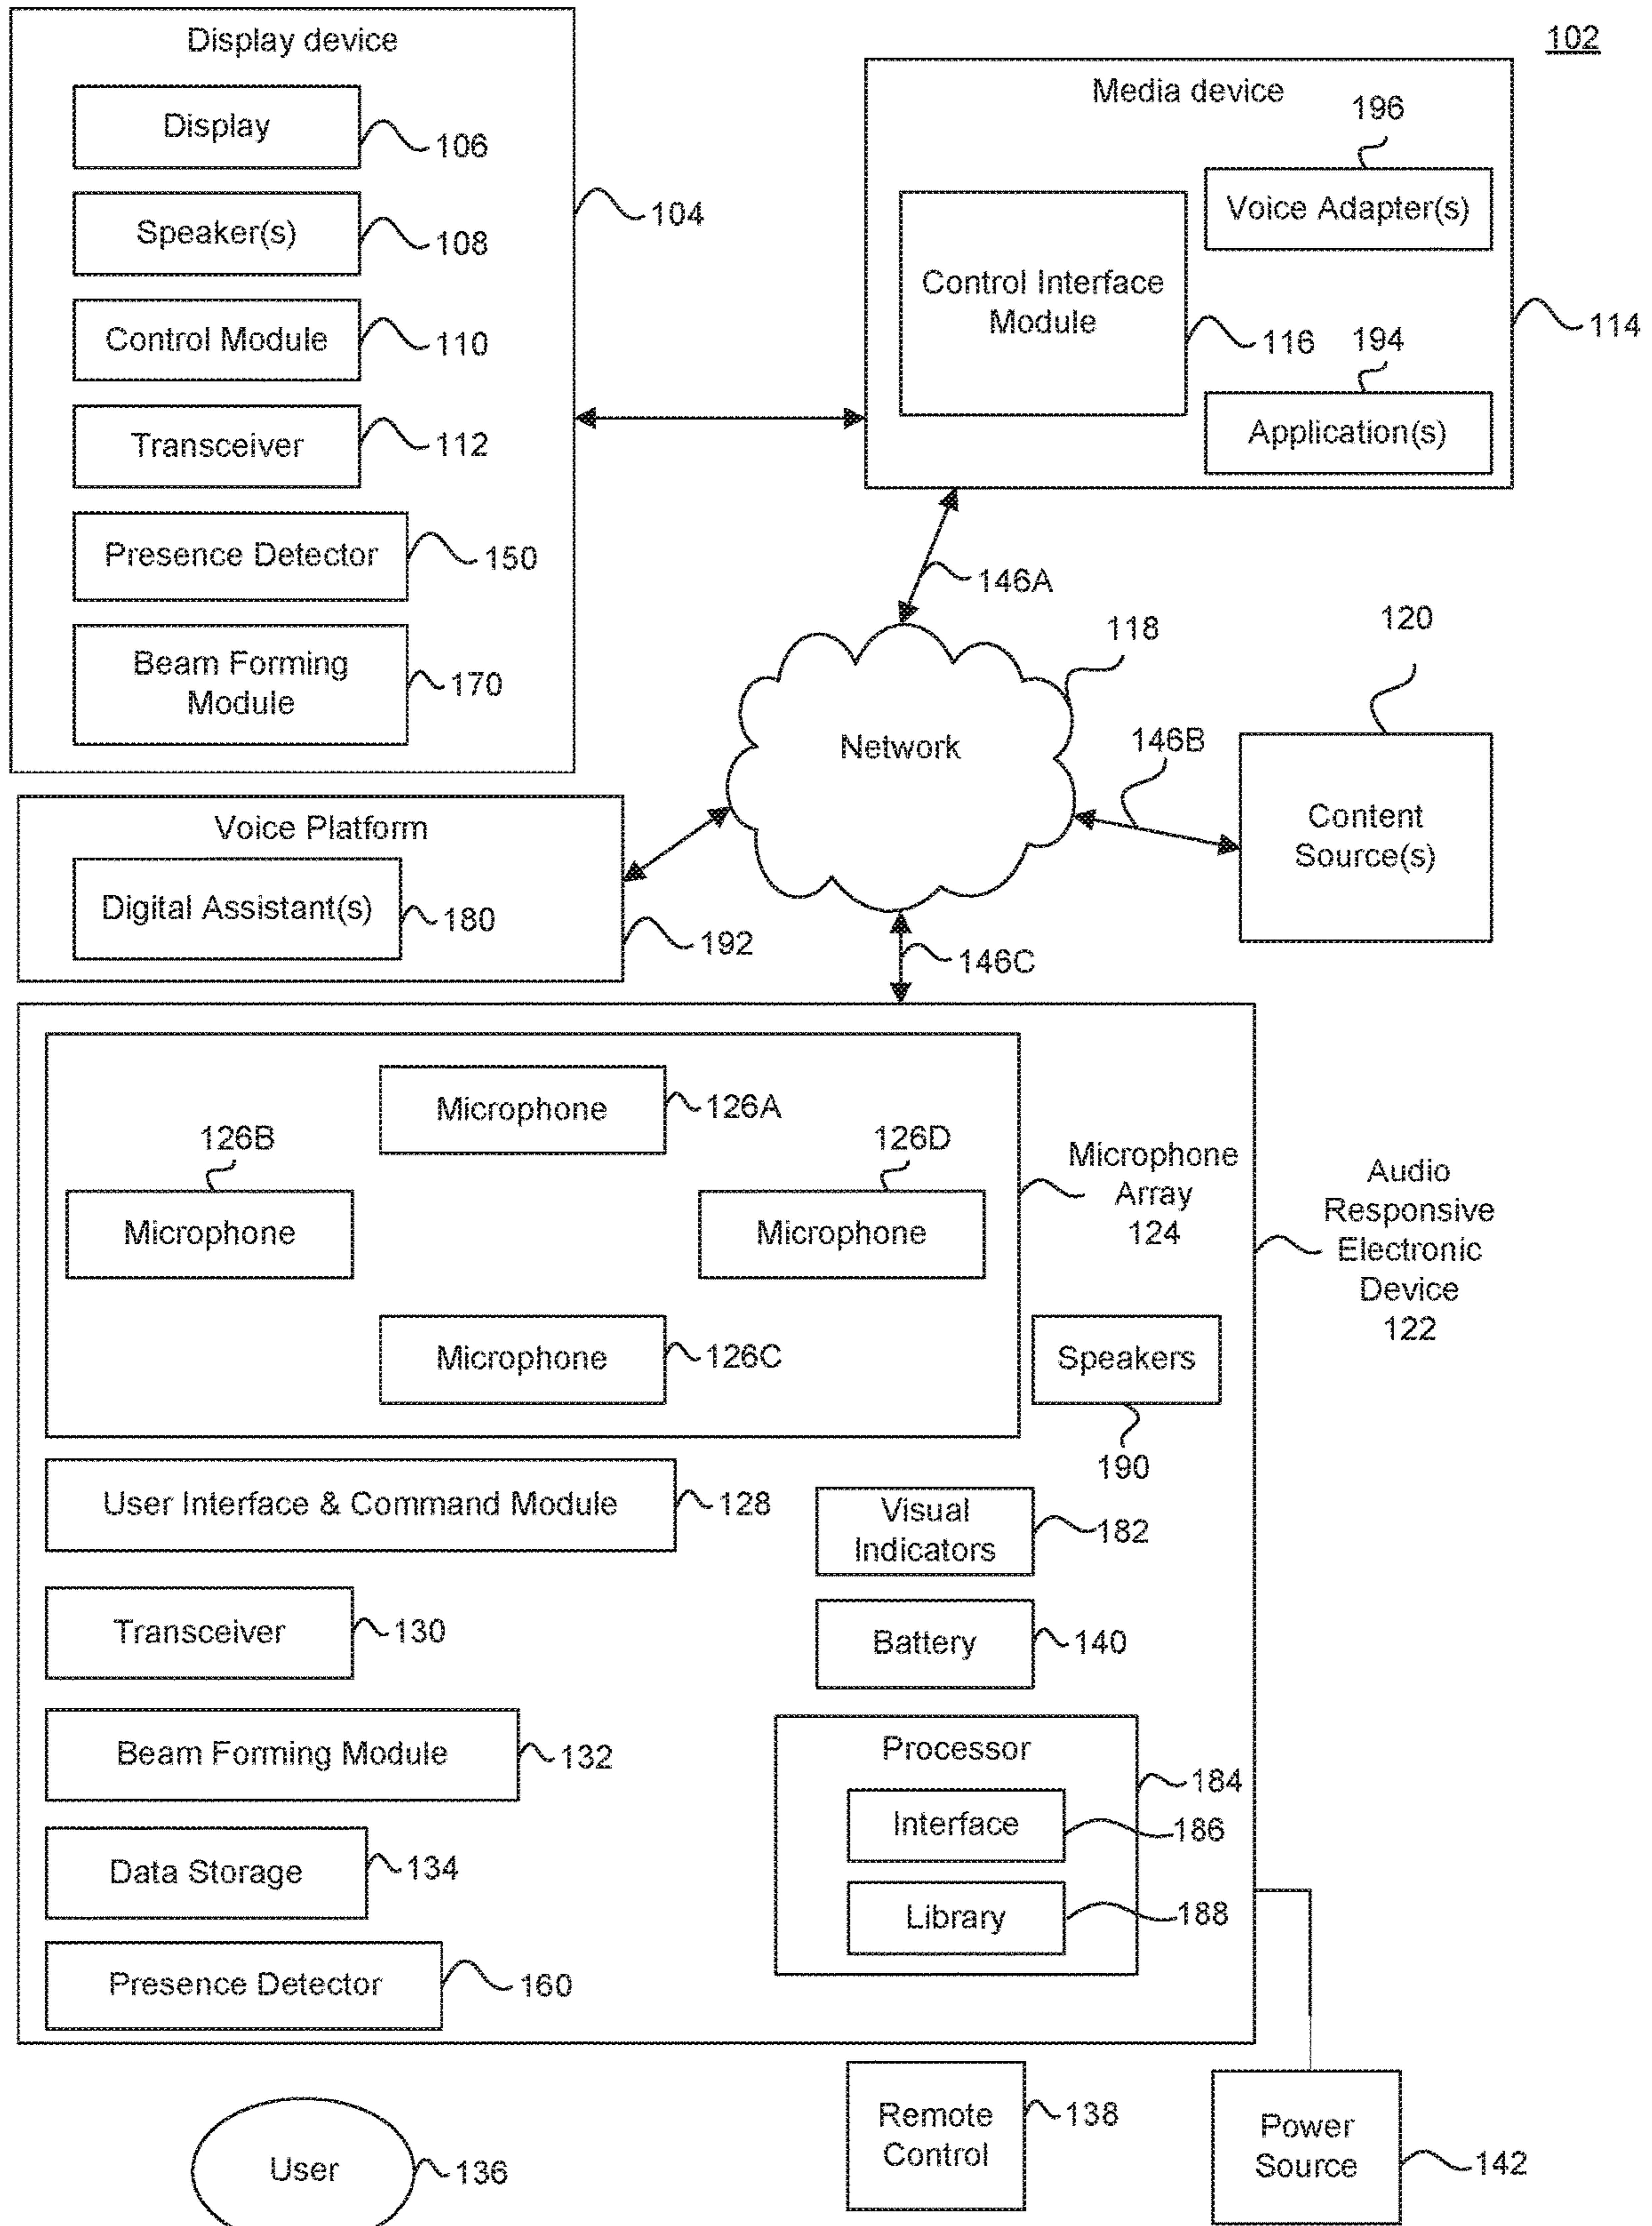 102
Display device
Display
106
Speaker(s)
108
104
Control Module
110
Transceiver
112
Presence Detector
150
Beam Forming
Module
170
Media device
196
Voice Adapter(s)
Control Interface
Module
116
194
Application(s)
114
146A
118
Network
120
146B
Content
Source(s)
Voice Platform
Digital Assistant(s)
180
192
146C
Microphone
126A
126B
Microphone
126D
Microphone
Microphone
126C
Microphone
Array
124
Audio
Responsive
Electronic
Device
122
Speakers
190
User Interface & Command Module
128
Visual
Indicators
182
Transceiver
130
Battery
140
Beam Forming Module
132
Processor
184
Interface
186
Data Storage
134
Library
188
Presence Detector
160
User
136
Remote
Control
138
Power
Source
142